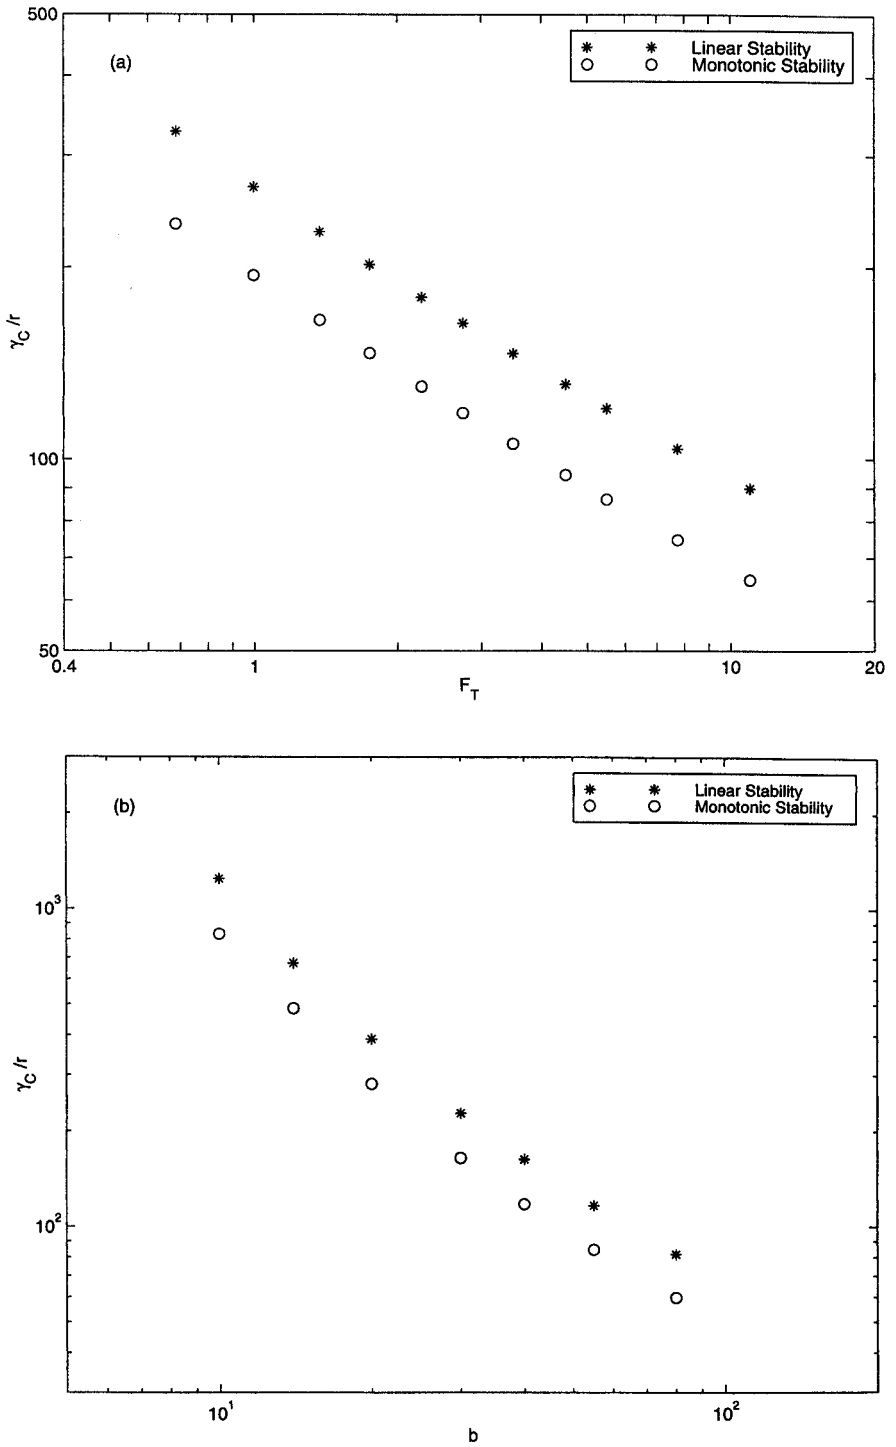 500
(a)
Linear Stability
Monotonic Stability
γC/r
100
50
0.4
1
10
20
FT
(b)
Linear Stability
Monotonic Stability
10³
γC/r
10²
10¹
10²
b